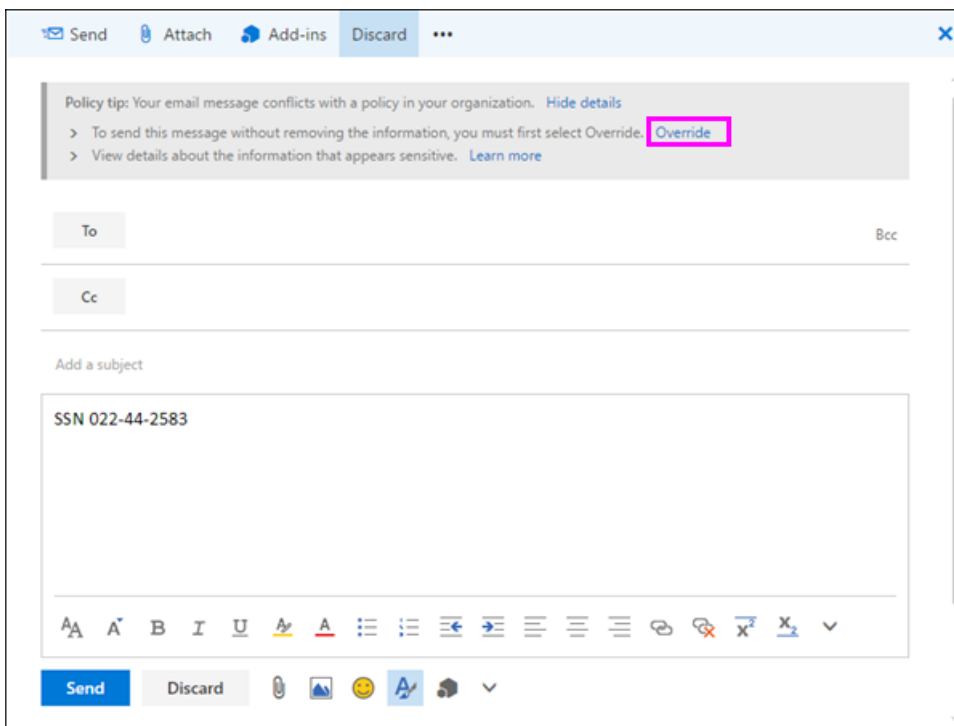 Send Attach Add-ins Discard •••
Policy tip: Your email message conflicts with a policy in your organization. Hide details
> To send this message without removing the information, you must first select Override. Override
> View details about the information that appears sensitive. Learn more
To Bcc
Cc
Add a subject
SSN 022-44-2583
Send Discard